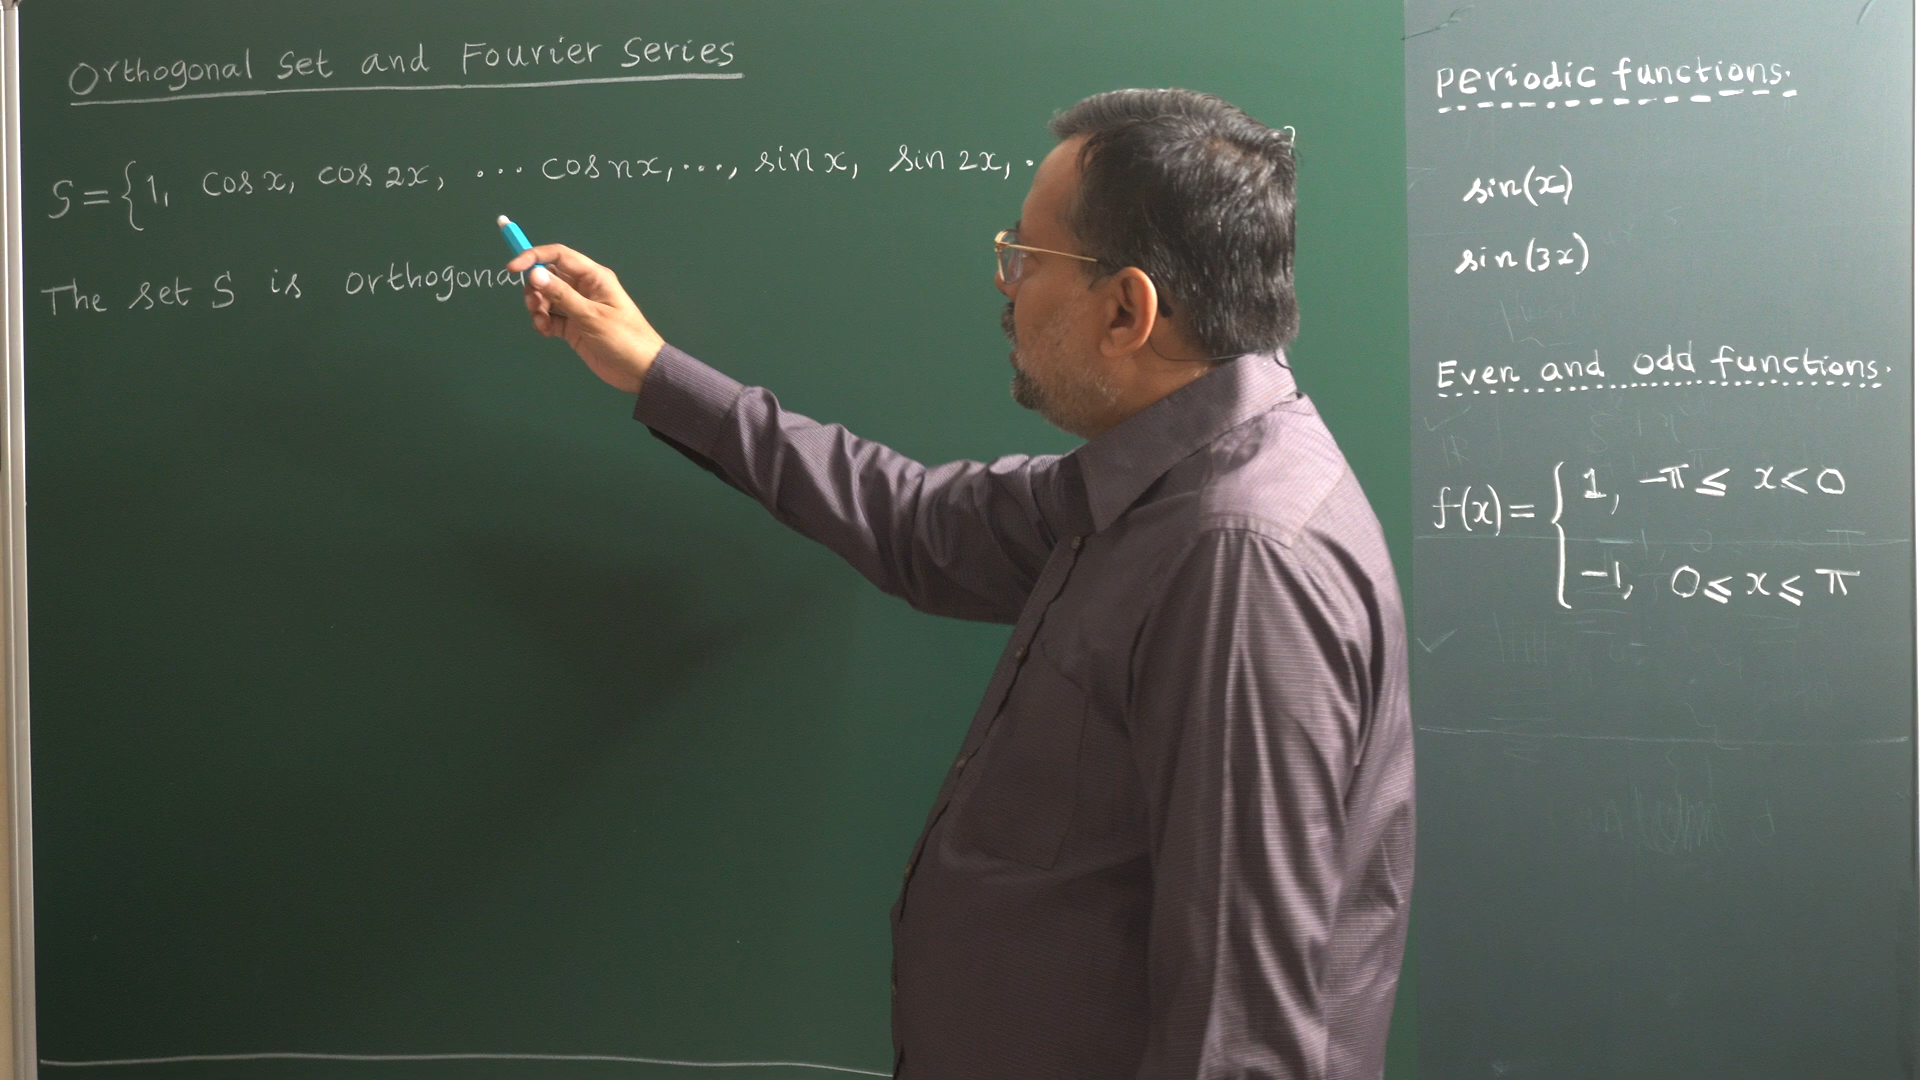 Orthogonal Set and Fourier Series
S={1, cos x, cos 2x, ... cos nx,..., sin x, sin 2x, .
The set S is orthogonal
Periodic functions.
sin(x)
sin(3x)
Even and odd functions.
f(x)= { 1, -π ≤ x < 0
-1, 0 ≤ x ≤ π